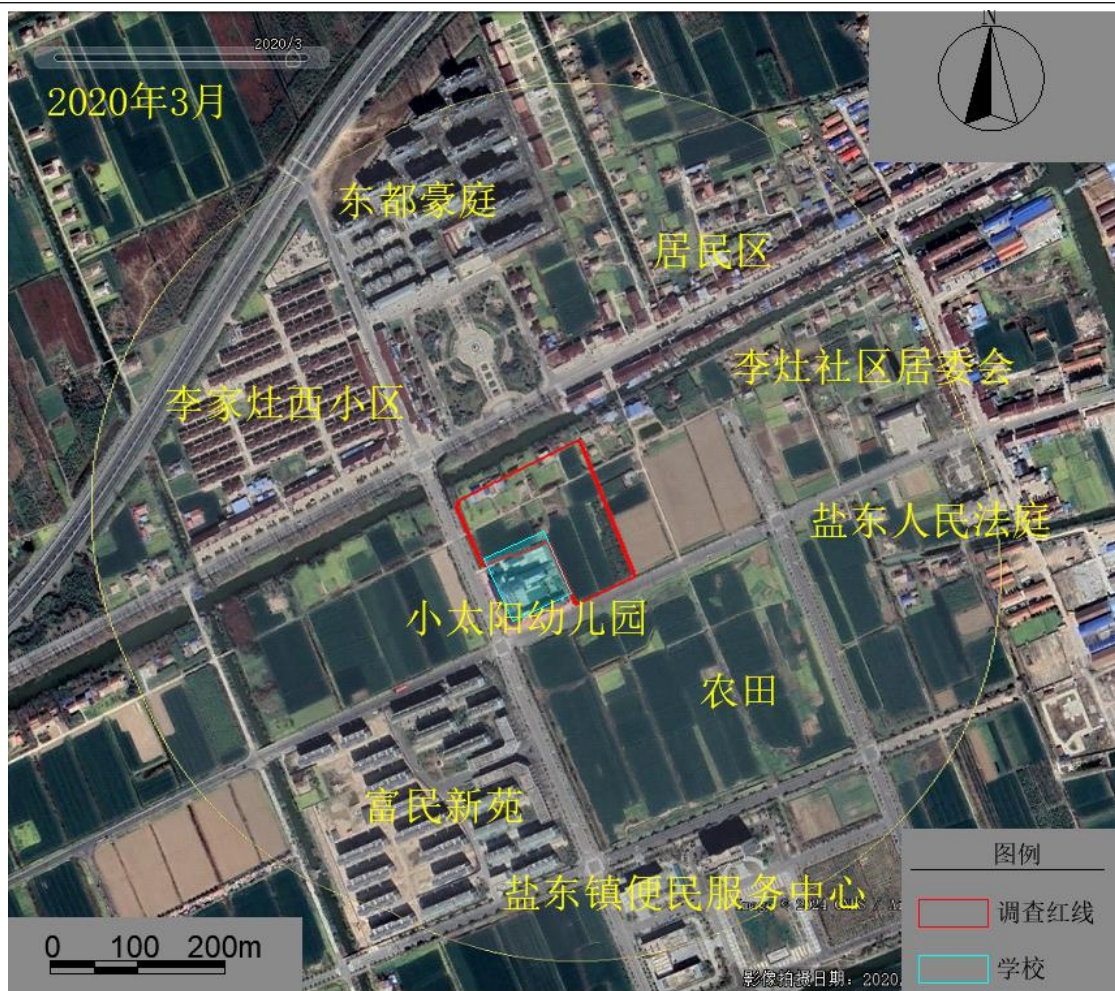 N
2020/3
2020年3月
东都豪庭
居民区
李灶社区居委会
李家灶西小区
盐东人民法庭
小太阳幼儿园
农田
富民新苑
盐东镇便民服务中心
图例
调查红线
学校
0 100 200m
影像拍摄日期：2020